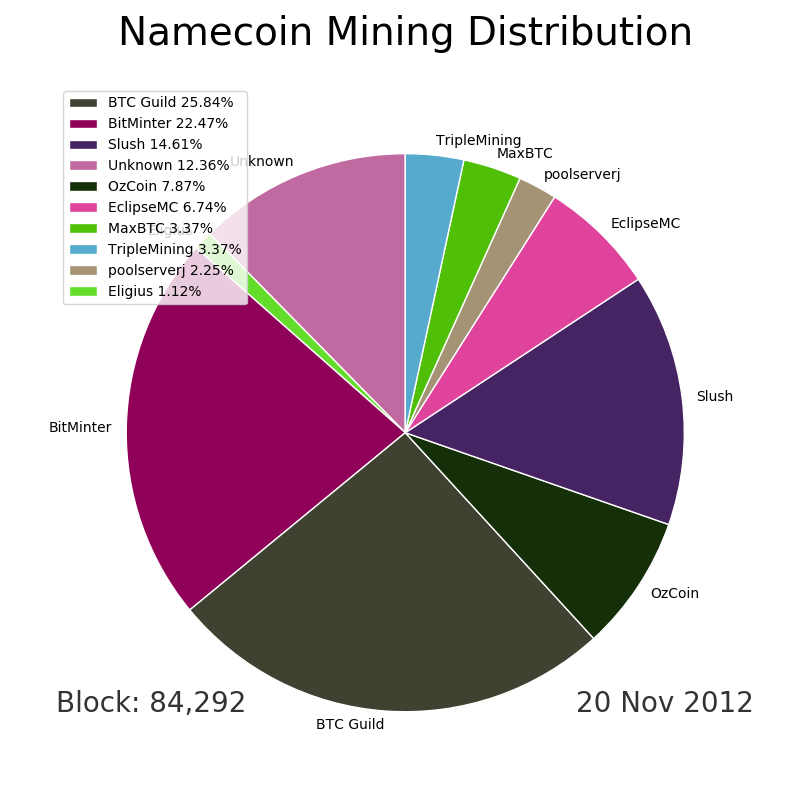 Namecoin Mining Distribution
BTC Guild 25.84%
BitMinter 22.47%
Slush 14.61%
Unknown 12.36%
OzCoin 7.87%
EclipseMC 6.74%
MaxBTC 3.37%
TripleMining 3.37%
poolserverj 2.25%
Eligius 1.12%
Unknown
TripleMining
MaxBTC
poolserverj
EclipseMC
Eligius
BitMinter
Slush
OzCoin
BTC Guild
Block: 84,292
20 Nov 2012